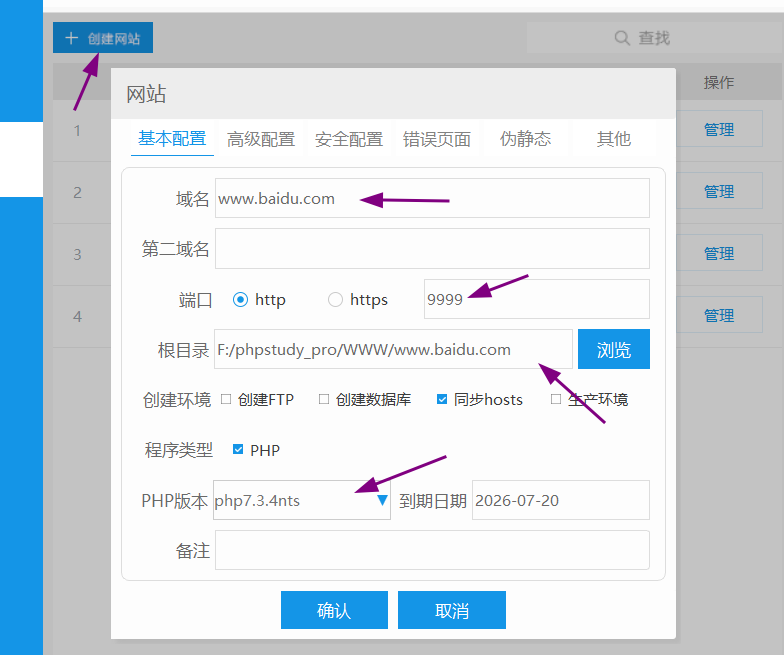 创建网站
查找
网站
操作
基本配置 高级配置 安全配置 错误页面 伪静态 其他
1 管理
域名 www.baidu.com
2 管理
第二域名
3 管理
端口 http https 9999
4 管理
根目录 F:/phpstudy_pro/WWW/www.baidu.com 浏览
创建环境 创建FTP 创建数据库 同步hosts 生产环境
程序类型 PHP
PHP版本 php7.3.4nts 到期日期 2026-07-20
备注
确认 取消